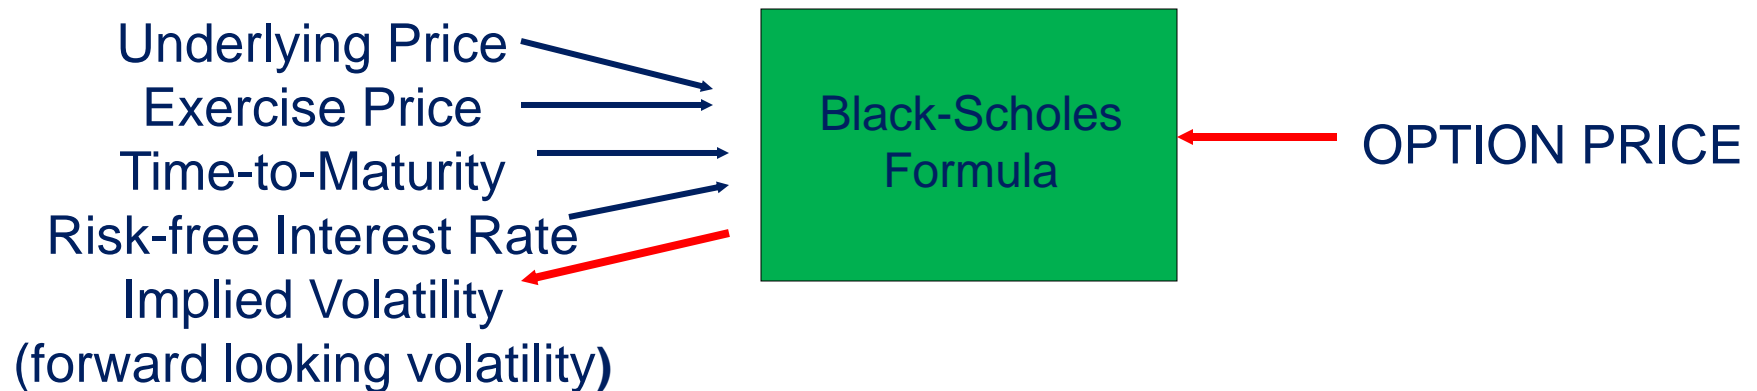 Underlying Price
Exercise Price
Time-to-Maturity
Risk-free Interest Rate
Implied Volatility
(forward looking volatility)
Black-Scholes
Formula
OPTION PRICE